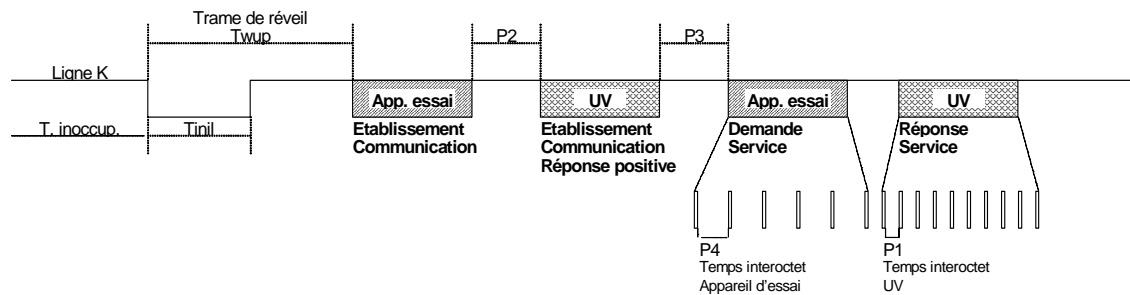 Trame de réveil
Twup
P2
P3
Ligne K
App. essai
UV
App. essai
UV
T. inoccup.
Tinil
Etablissement
Communication
Etablissement
Communication
Réponse positive
Demande
Service
Réponse
Service
P4
Temps interoctet
Appareil d'essai
P1
Temps interoctet
UV